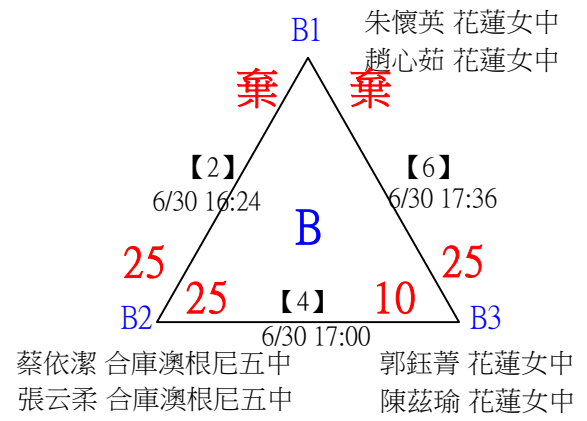 B1
朱懷英 花蓮女中
趙心茹 花蓮女中
棄 棄
【2】 【6】
6/30 16:24 6/30 17:36
B
25 25
25 【4】 10
B2 B3
6/30 17:00
蔡依潔 合庫澳根尼五中 郭鈺菁 花蓮女中
張云柔 合庫澳根尼五中 陳茲瑜 花蓮女中